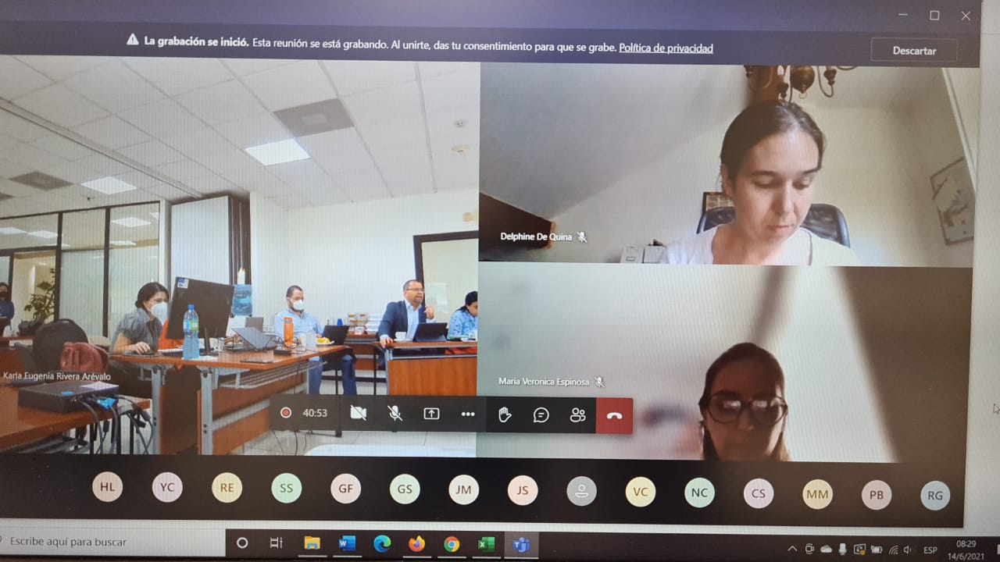 La grabación se inició. Esta reunión se está grabando. Al unirte, das tu consentimiento para que se grabe. Política de privacidad
Descartar
Delphine De Quina
Karla Eugenia Rivera Arévalo
Maria Veronica Espinosa
40:53
HL YC RE SS GF GS JM JS VC NC CS MM PB RG
Escribe aquí para buscar
ESP
08:29
14/6/2021